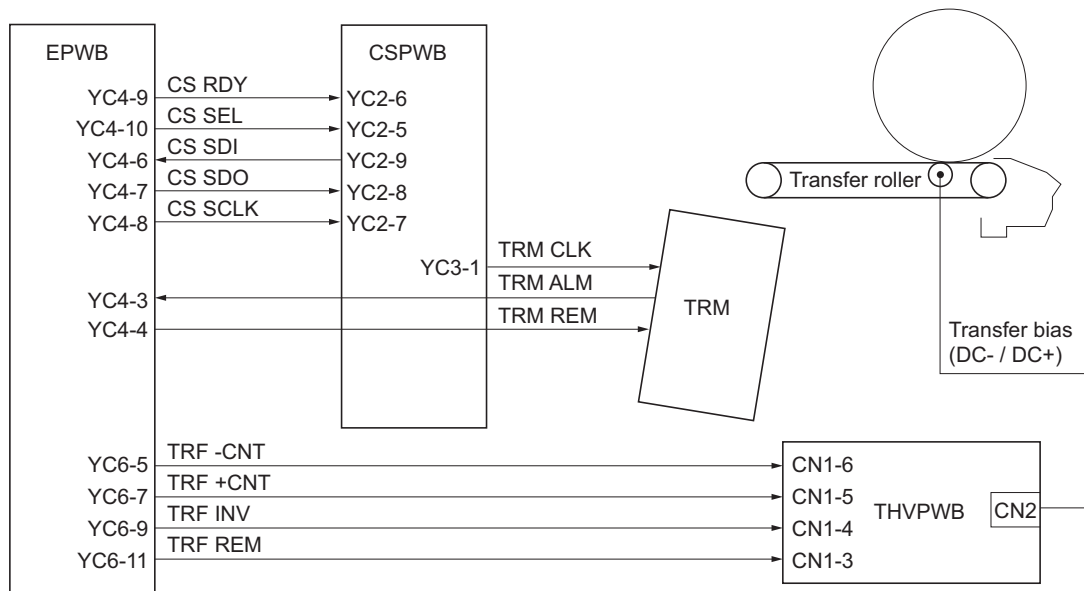 EPWB
CSPWB
YC4-9 CS RDY YC2-6
YC4-10 CS SEL YC2-5
YC4-6 CS SDI YC2-9
YC4-7 CS SDO YC2-8
YC4-8 CS SCLK YC2-7
Transfer roller
YC3-1 TRM CLK
YC4-3 TRM ALM
YC4-4 TRM REM
TRM
Transfer bias
(DC- / DC+)
YC6-5 TRF -CNT CN1-6
YC6-7 TRF +CNT CN1-5
YC6-9 TRF INV CN1-4
YC6-11 TRF REM CN1-3
THVPWB
CN2